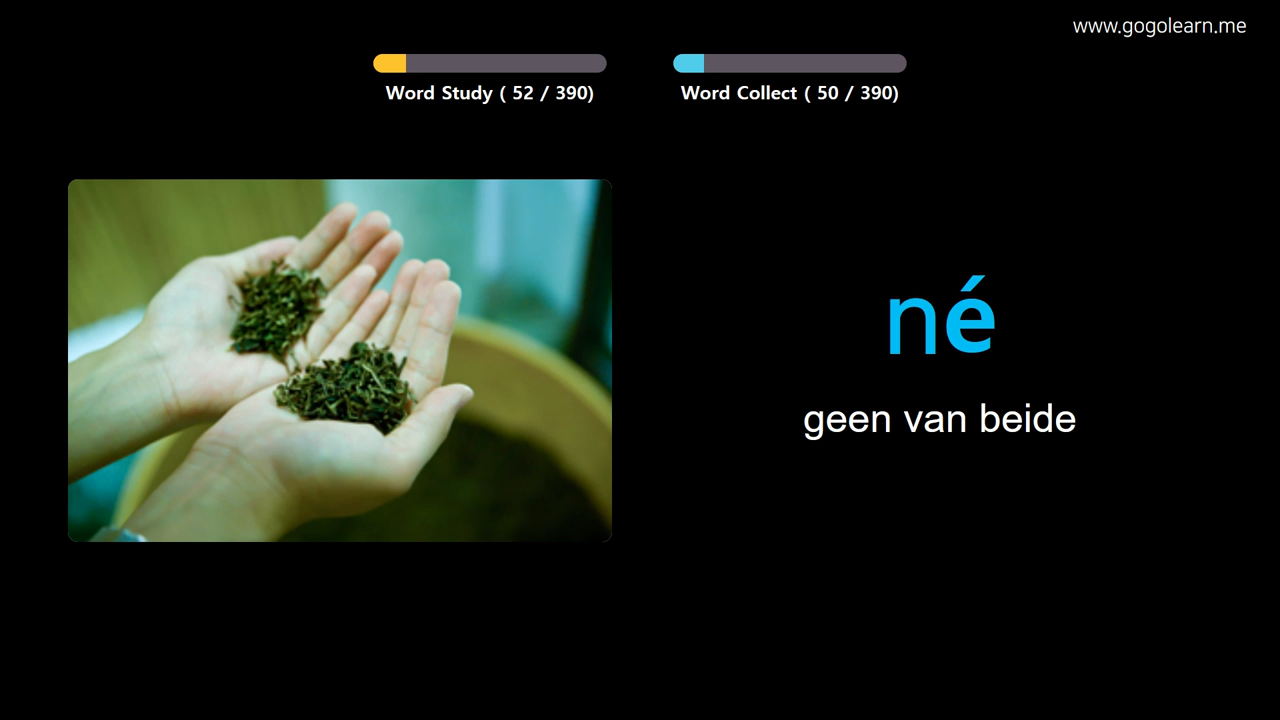 www.gogolearn.me
Word Study ( 52 / 390)
Word Collect ( 50 / 390)
né
geen van beide